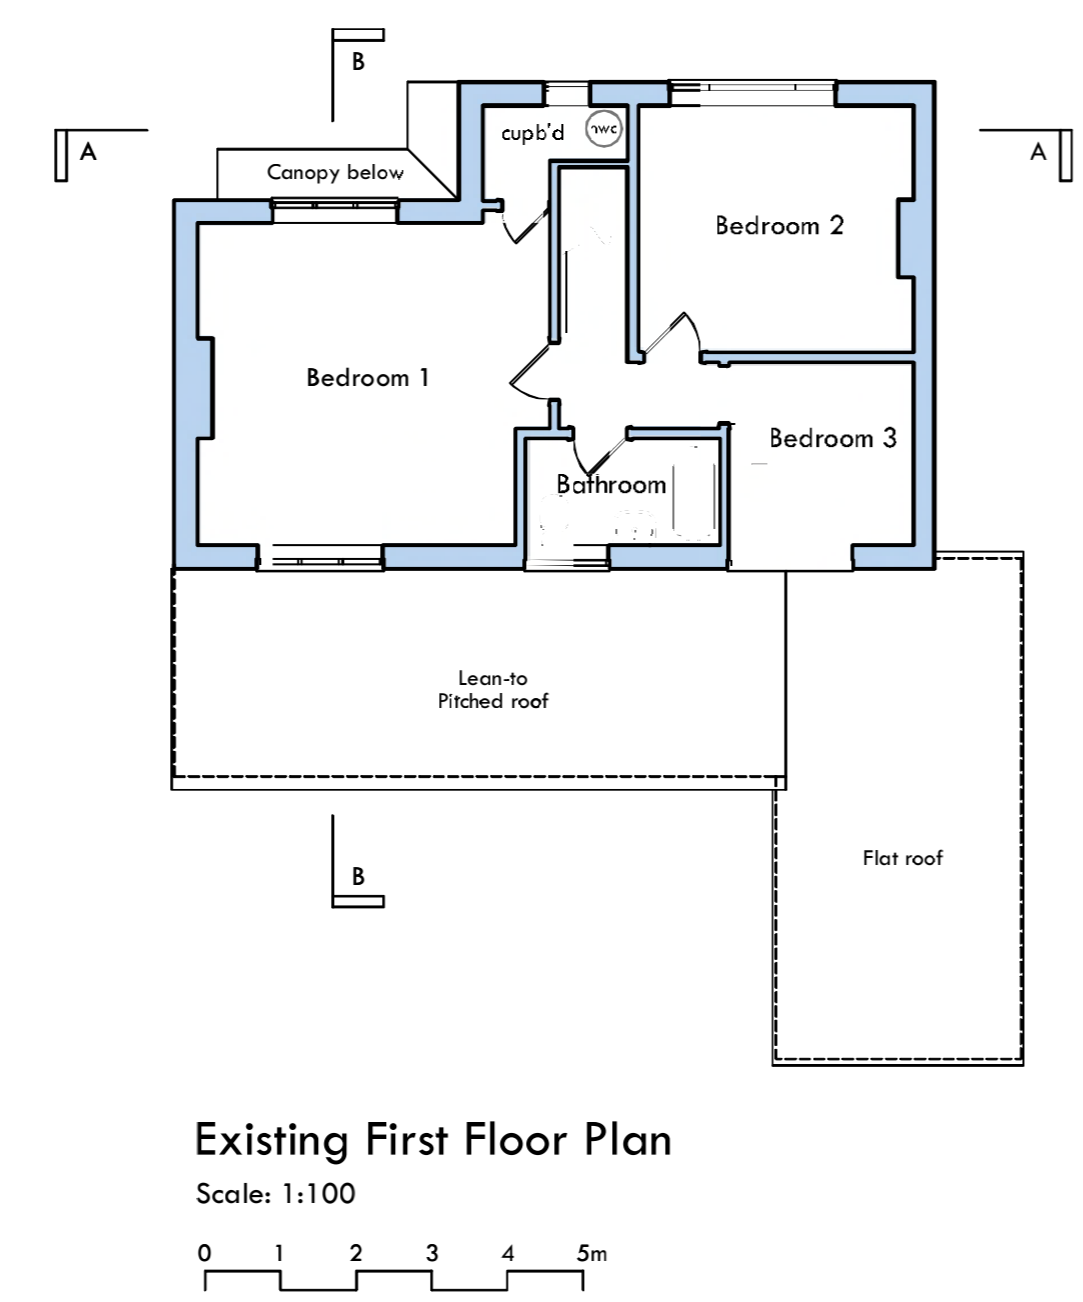 B
A
A
cupb'd
hwc
Canopy below
Bedroom 2
Bedroom 1
Bedroom 3
Bathroom
Lean-to
Pitched roof
B
Flat roof
Existing First Floor Plan
Scale: 1:100
0 1 2 3 4 5m